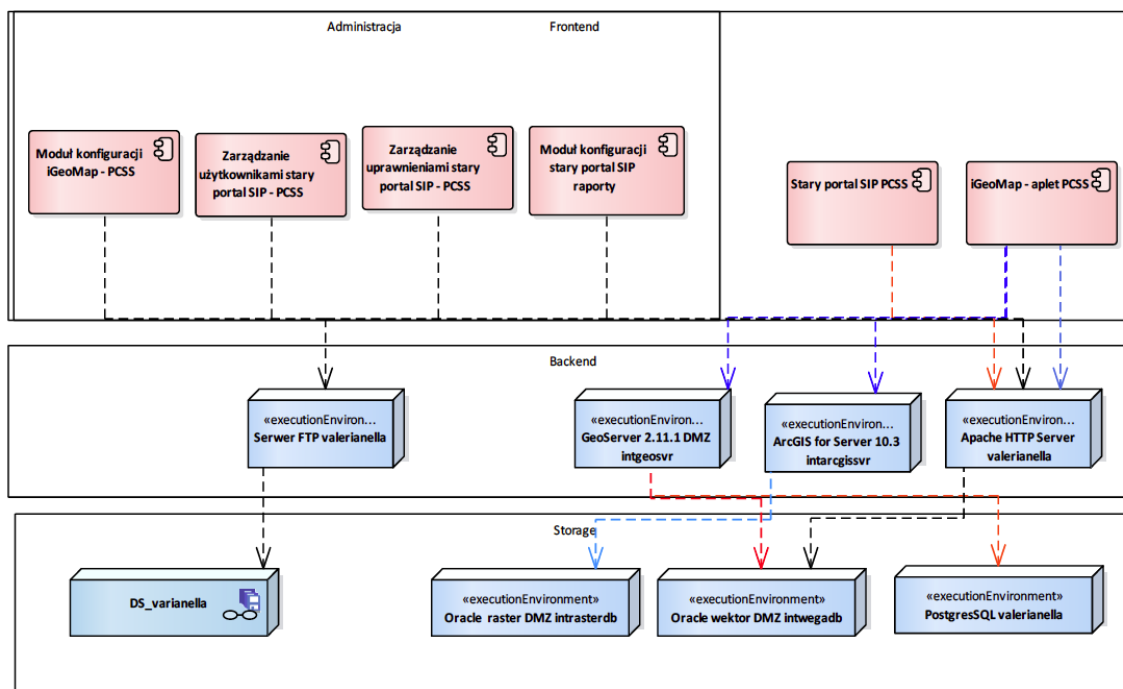 Administracja
Frontend
Moduł konfiguracji
iGeoMap - PCSS
Zarządzanie
użytkownikami stary
portal SIP - PCSS
Zarządzanie
uprawnieniami stary
portal SIP - PCSS
Moduł konfiguracji
stary portal SIP
raporty
Stary portal SIP PCSS
iGeoMap - aplet PCSS
Backend
«executionEnviron...
Serwer FTP valerianella
«executionEnviron...
GeoServer 2.11.1 DMZ
intgeosvr
«executionEnviron...
ArcGIS for Server 10.3
intarcgissvr
«executionEnviron...
Apache HTTP Server
valerianella
Storage
DS_varianella
«executionEnvironment»
Oracle raster DMZ intrasterdb
«executionEnvironment»
Oracle wektor DMZ intwegadb
«executionEnvironment»
PostgresSQL valerianella